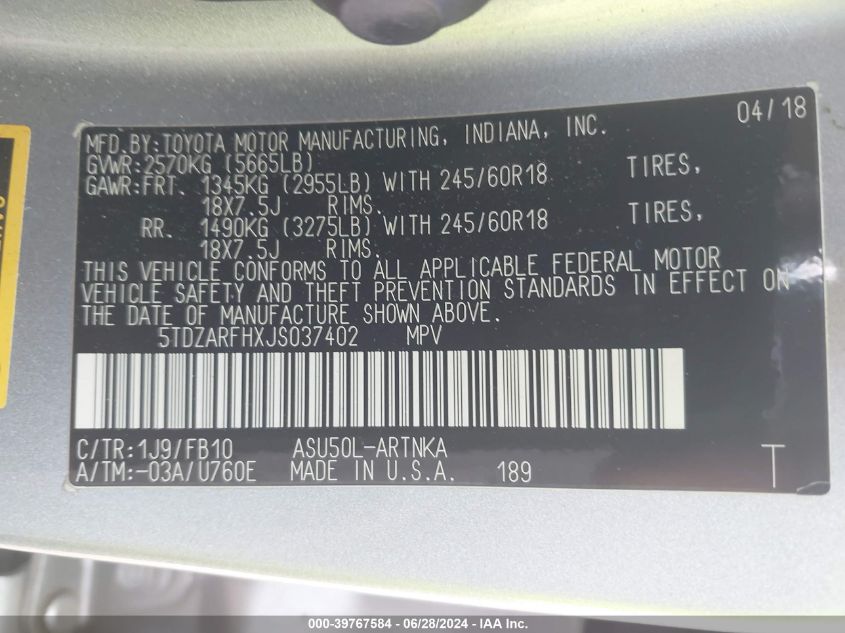 04/18
MFD.BY:TOYOTA MOTOR MANUFACTURING, INDIANA, INC.
GVWR:2570KG (5665LB)
GAWR:FRT. 1345KG (2955LB) WITH 245/60R18 TIRES,
18X7.5J RIMS.
RR. 1490KG (3275LB) WITH 245/60R18 TIRES,
18X7.5J RIMS.
THIS VEHICLE CONFORMS TO ALL APPLICABLE FEDERAL MOTOR
VEHICLE SAFETY AND THEFT PREVENTION STANDARDS IN EFFECT ON
THE DATE OF MANUFACTURE SHOWN ABOVE.
5TDZARFHXJS037402 MPV
C/TR:1J9/FB10 ASU50L-ARTNKA
A/TM:-03A/U760E MADE IN U.S.A. 189 T
000-39767584 / 06/28/2024 - IAA Inc.